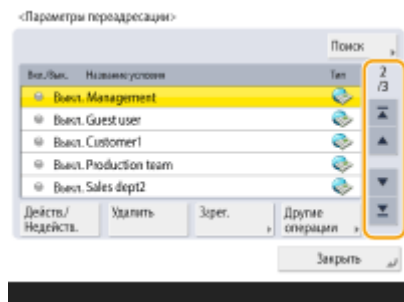 <Параметры переадресации>
Поиск
Вкл./Вык. Название условия Тип
Выкл. Management
Выкл. Guest user
Выкл. Customer1
Выкл. Production team
Выкл. Sales dept2
2
/3
Действ./
Недейств.
Удалить
Зарег.
Другие
операции
Закрыть